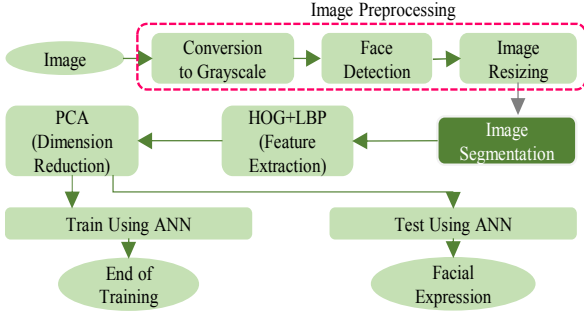 Image Preprocessing
Image
Conversion
to Grayscale
Face
Detection
Image
Resizing
PCA
(Dimension
Reduction)
HOG+LBP
(Feature
Extraction)
Image
Segmentation
Train Using ANN
Test Using ANN
End of
Training
Facial
Expression